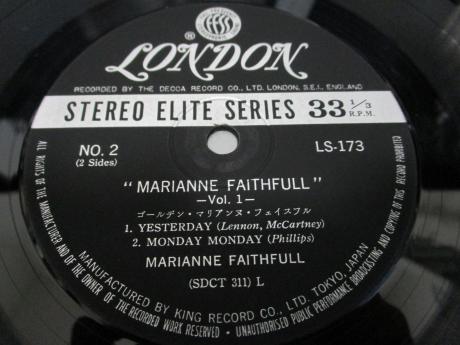 FFSS
LONDON ®
RECORDED BY THE DECCA RECORD CO., LTD. LONDON. S.E.I., ENGLAND
STEREO ELITE SERIES 33 1/3 R.P.M.
NO. 2 LS-173
(2 Sides)
"MARIANNE FAITHFULL"
—Vol. 1—
ゴールデン・マリアンヌ・フェイスフル
1. YESTERDAY (Lennon, McCartney)
2. MONDAY MONDAY (Phillips)
MARIANNE FAITHFULL
(SDCT 311) L
MANUFACTURED BY KING RECORD CO., LTD. TOKYO, JAPAN
ALL RIGHTS OF THE MANUFACTURER AND OF THE OWNER OF THE RECORDED WORK RESERVED · UNAUTHORISED PUBLIC PERFORMANCE BROADCASTING AND COPYING OF THIS RECORD PROHIBITED